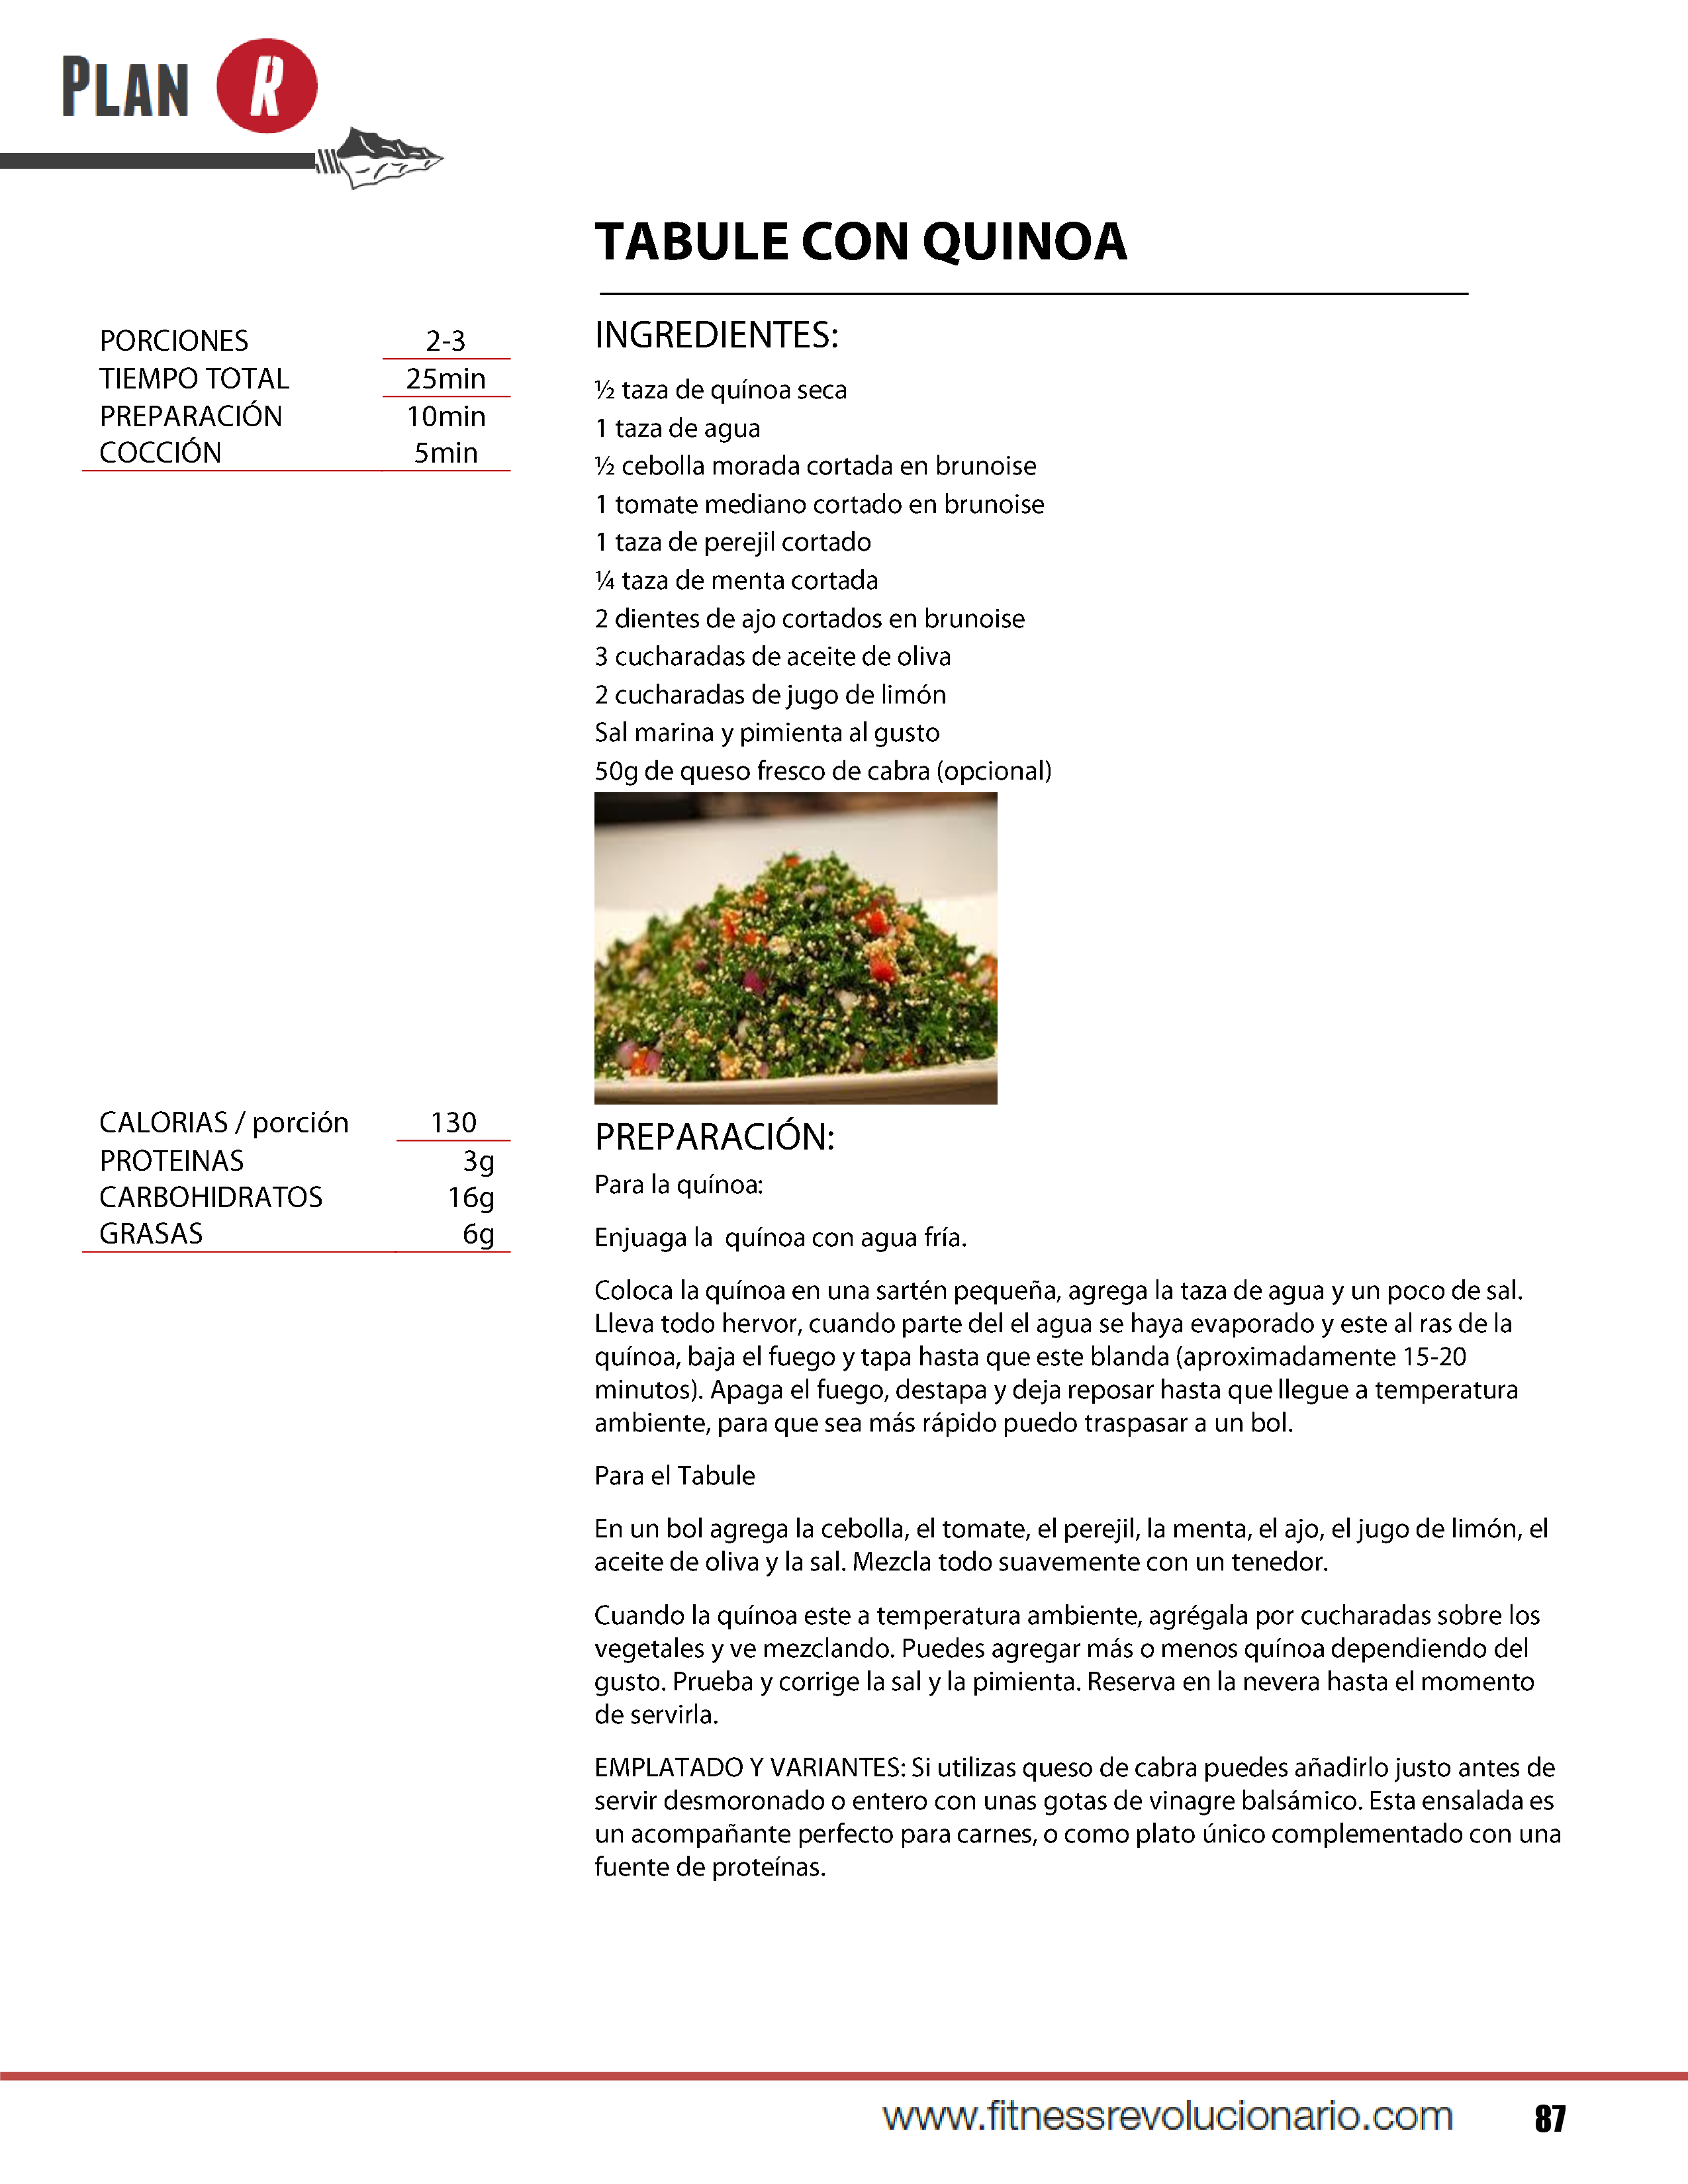 PLAN R
TABULE CON QUINOA
PORCIONES 2-3
TIEMPO TOTAL 25min
PREPARACIÓN 10min
COCCIÓN 5min
INGREDIENTES:
½ taza de quínoa seca
1 taza de agua
½ cebolla morada cortada en brunoise
1 tomate mediano cortado en brunoise
1 taza de perejil cortado
¼ taza de menta cortada
2 dientes de ajo cortados en brunoise
3 cucharadas de aceite de oliva
2 cucharadas de jugo de limón
Sal marina y pimienta al gusto
50g de queso fresco de cabra (opcional)
CALORIAS / porción 130
PROTEINAS 3g
CARBOHIDRATOS 16g
GRASAS 6g
PREPARACIÓN:
Para la quínoa:
Enjuaga la  quínoa con agua fría.
Coloca la quínoa en una sartén pequeña, agrega la taza de agua y un poco de sal.
Lleva todo hervor, cuando parte del el agua se haya evaporado y este al ras de la
quínoa, baja el fuego y tapa hasta que este blanda (aproximadamente 15-20
minutos). Apaga el fuego, destapa y deja reposar hasta que llegue a temperatura
ambiente, para que sea más rápido puedo traspasar a un bol.
Para el Tabule
En un bol agrega la cebolla, el tomate, el perejil, la menta, el ajo, el jugo de limón, el
aceite de oliva y la sal. Mezcla todo suavemente con un tenedor.
Cuando la quínoa este a temperatura ambiente, agrégala por cucharadas sobre los
vegetales y ve mezclando. Puedes agregar más o menos quínoa dependiendo del
gusto. Prueba y corrige la sal y la pimienta. Reserva en la nevera hasta el momento
de servirla.
EMPLATADO Y VARIANTES: Si utilizas queso de cabra puedes añadirlo justo antes de
servir desmoronado o entero con unas gotas de vinagre balsámico. Esta ensalada es
un acompañante perfecto para carnes, o como plato único complementado con una
fuente de proteínas.
www.fitnessrevolucionario.com 87